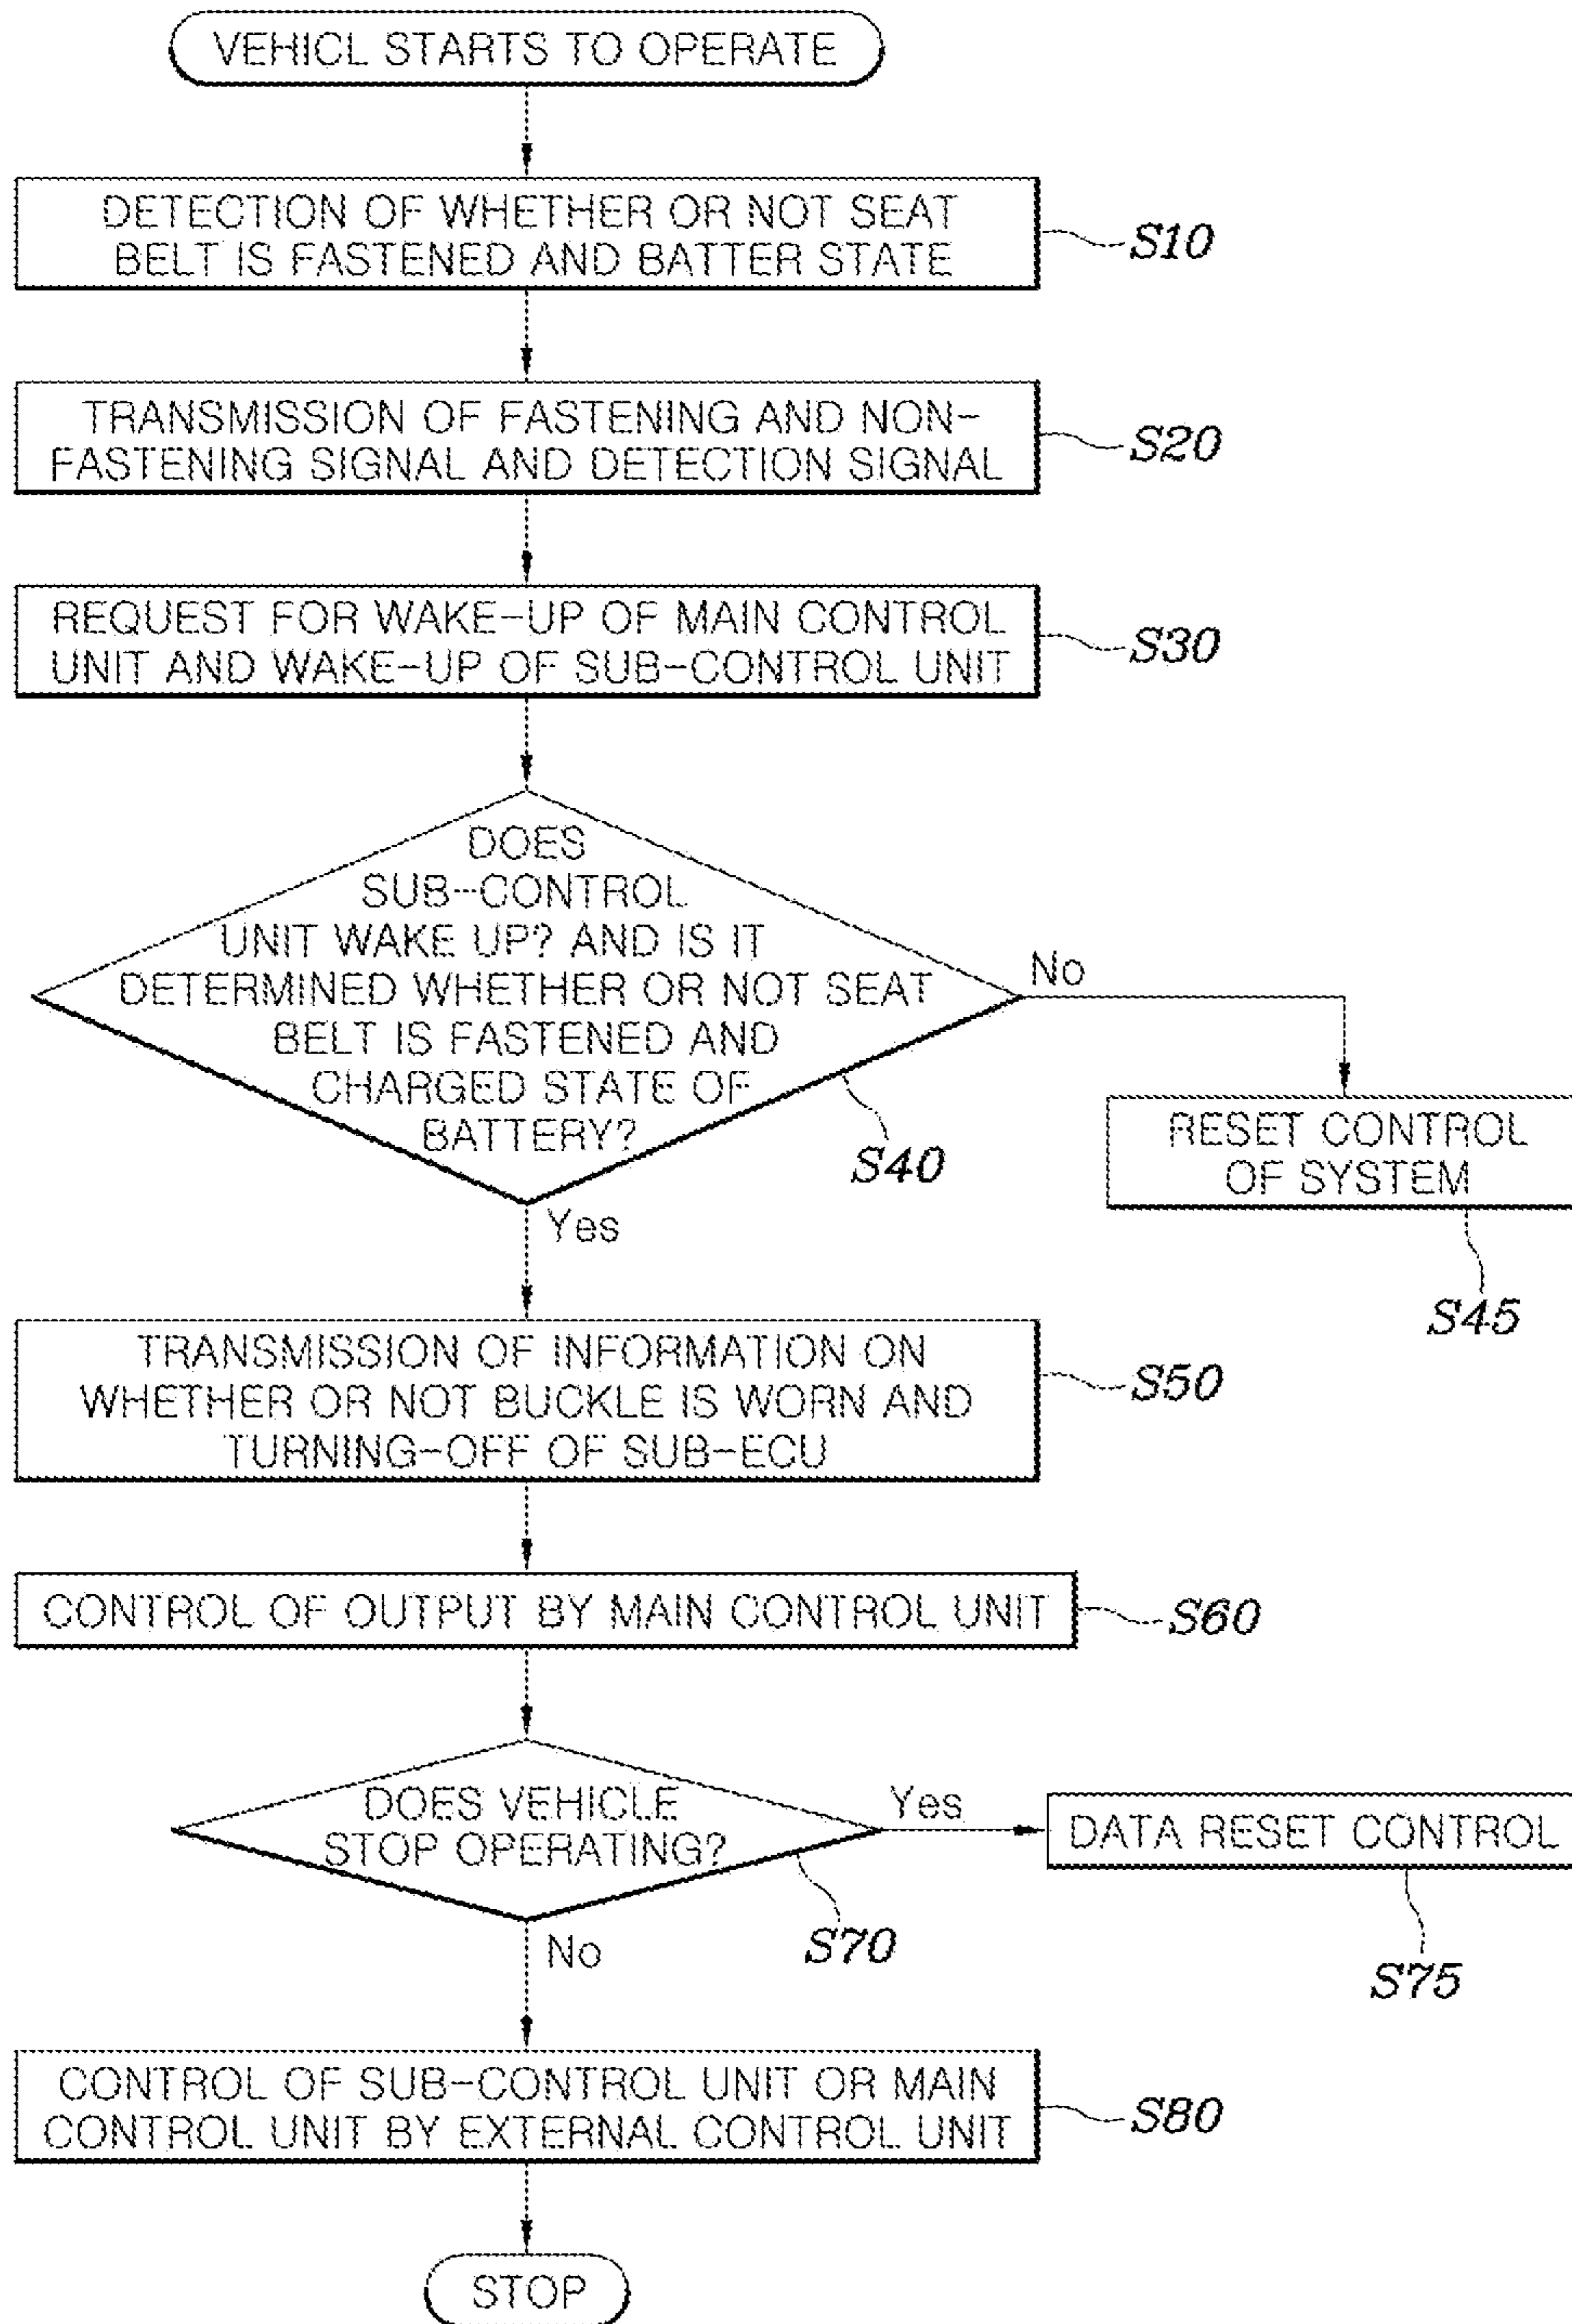 VEHICL STARTS TO OPERATE
DETECTION OF WHETHER OR NOT SEAT
BELT IS FASTENED AND BATTER STATE
S10
TRANSMISSION OF FASTENING AND NON-
FASTENING SIGNAL AND DETECTION SIGNAL
S20
REQUEST FOR WAKE-UP OF MAIN CONTROL
UNIT AND WAKE-UP OF SUB-CONTROL UNIT
S30
DOES
SUB-CONTROL
UNIT WAKE UP? AND IS IT
DETERMINED WHETHER OR NOT SEAT
BELT IS FASTENED AND
CHARGED STATE OF
BATTERY?
S40
No
RESET CONTROL
OF SYSTEM
S45
Yes
TRANSMISSION OF INFORMATION ON
WHETHER OR NOT BUCKLE IS WORN AND
TURNING-OFF OF SUB-ECU
S50
CONTROL OF OUTPUT BY MAIN CONTROL UNIT
S60
DOES VEHICLE
STOP OPERATING?
S70
Yes
DATA RESET CONTROL
S75
No
CONTROL OF SUB-CONTROL UNIT OR MAIN
CONTROL UNIT BY EXTERNAL CONTROL UNIT
S80
STOP